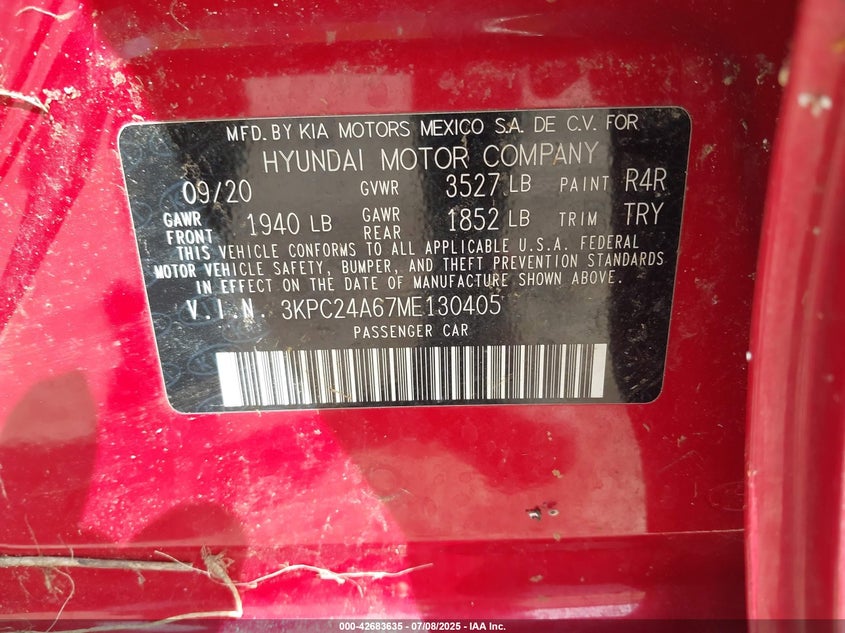 MFD. BY KIA MOTORS MEXICO S.A. DE C.V. FOR
HYUNDAI MOTOR COMPANY
09/20 GVWR 3527 LB PAINT R4R
GAWR FRONT 1940 LB GAWR REAR 1852 LB TRIM TRY
THIS VEHICLE CONFORMS TO ALL APPLICABLE U.S.A. FEDERAL
MOTOR VEHICLE SAFETY, BUMPER, AND THEFT PREVENTION STANDARDS
IN EFFECT ON THE DATE OF MANUFACTURE SHOWN ABOVE.
V.I.N. 3KPC24A67ME130405
PASSENGER CAR
000-42683635 - 07/08/2025 - IAA Inc.